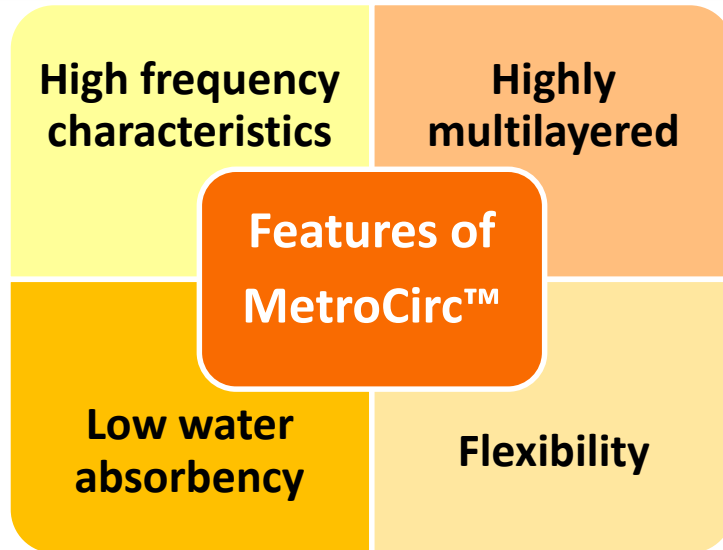 High frequency
characteristics
Highly
multilayered
Features of
MetroCirc™
Low water
absorbency
Flexibility